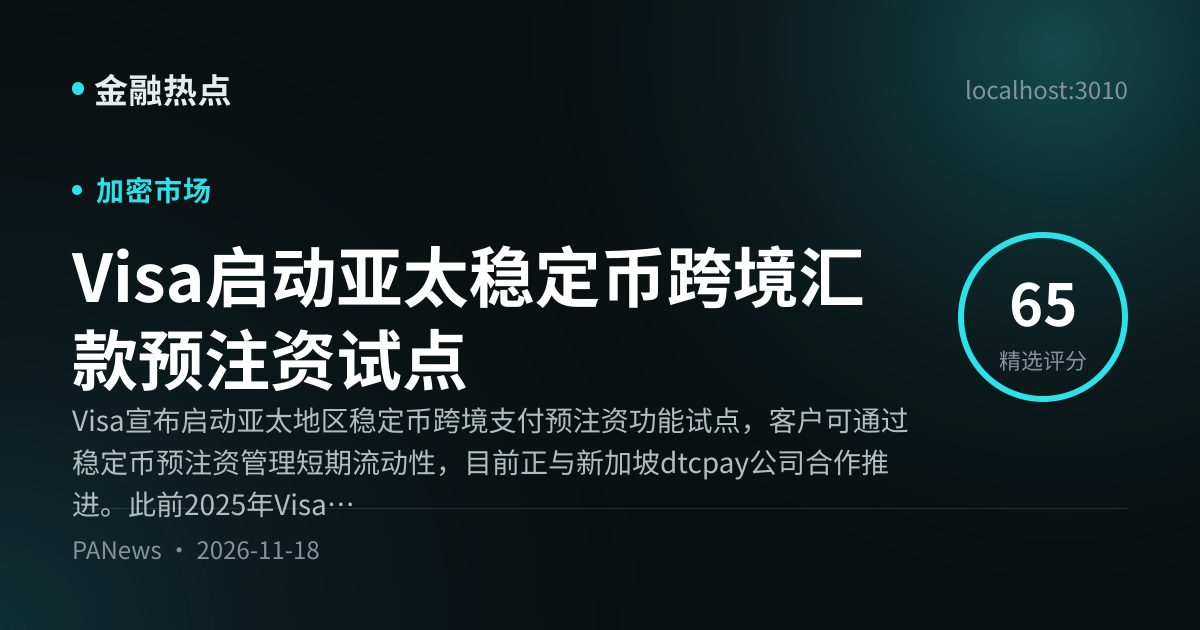 金融热点
localhost:3010
加密市场
Visa启动亚太稳定币跨境汇
款预注资试点
65
精选评分
Visa宣布启动亚太地区稳定币跨境支付预注资功能试点，客户可通过
稳定币预注资管理短期流动性，目前正与新加坡dtcpay公司合作推
进。此前2025年Visa…
PANews • 2026-11-18